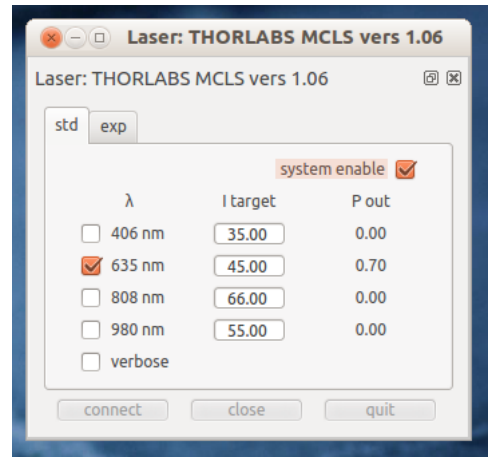 Laser: THORLABS MCLS vers 1.06
Laser: THORLABS MCLS vers 1.06
std exp
system enable
λ I target P out
406 nm 35.00 0.00
635 nm 45.00 0.70
808 nm 66.00 0.00
980 nm 55.00 0.00
verbose
connect close quit